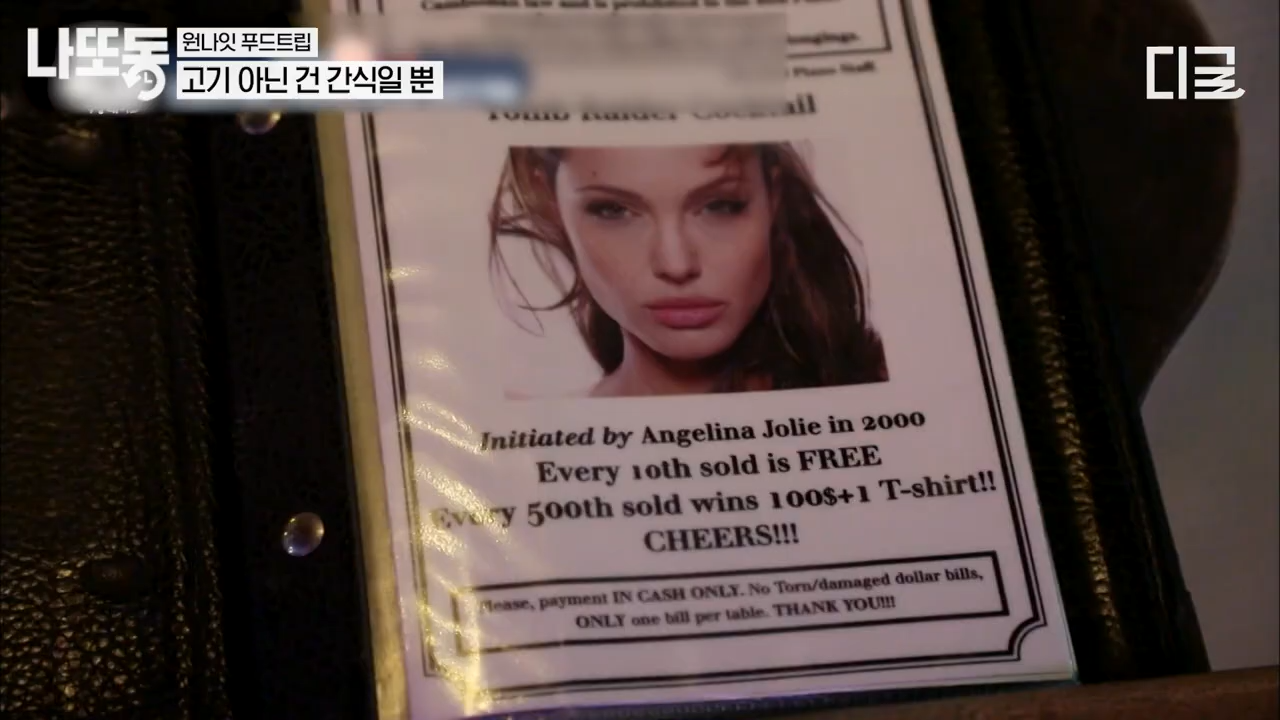 나또동
원나잇 푸드트립
고기 아닌 건 간식일 뿐
디글
Tomb Raider Cocktail
Initiated by Angelina Jolie in 2000
Every 10th sold is FREE
Every 500th sold wins 100$+1 T-shirt!!
CHEERS!!!
Please, payment IN CASH ONLY. No Torn/damaged dollar bills,
ONLY one bill per table. THANK YOU!!!!